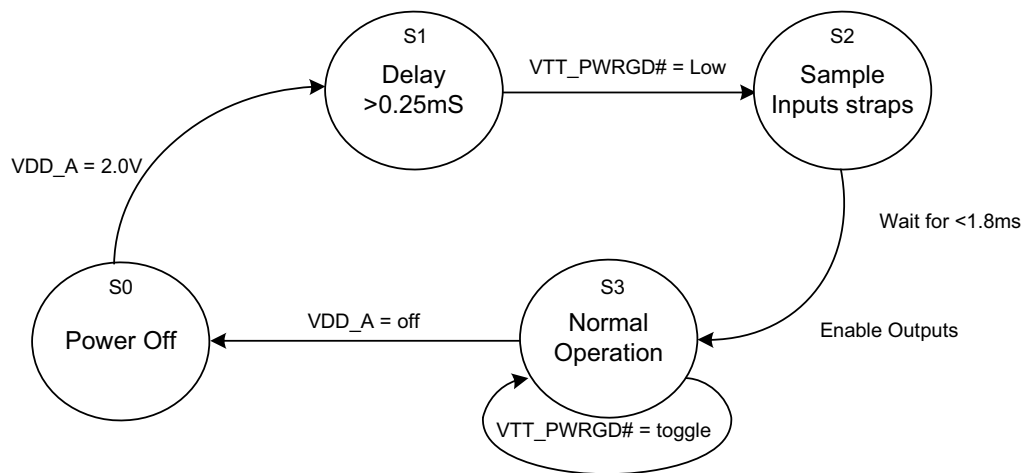 S1
Delay
>0.25mS
VTT_PWRGD# = Low
S2
Sample
Inputs straps
VDD_A = 2.0V
Wait for <1.8ms
S0
Power Off
VDD_A = off
S3
Normal
Operation
Enable Outputs
VTT_PWRGD# = toggle